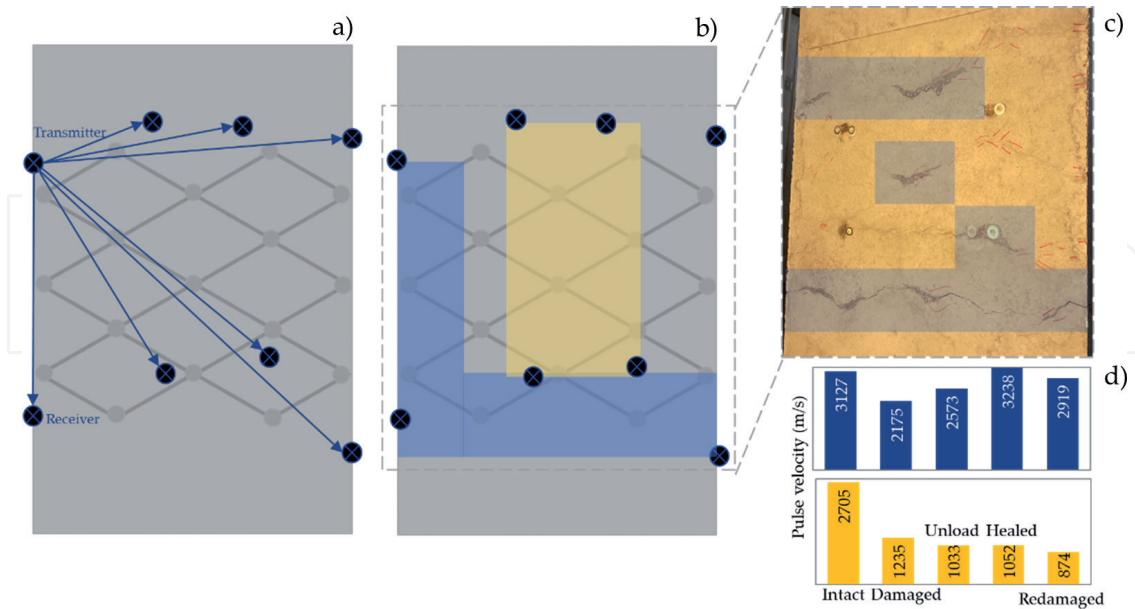 a)
b)
c)
Transmitter
Receiver
d)
Pulse velocity (m/s)
3127
2175
2573
3238
2919
2705
1235
1033
1052
874
Unload Healed
Intact Damaged
Redamaged